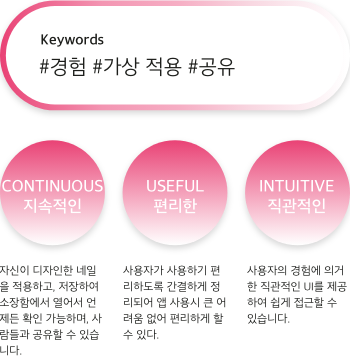 Keywords
#경험 #가상 적용 #공유
CONTINUOUS
지속적인
자신이 디자인한 네일
을 적용하고, 저장하여
소장함에서 열어서 언
제든 확인 가능하며, 사
람들과 공유할 수 있습
니다.
USEFUL
편리한
사용자가 사용하기 편
리하도록 간결하게 정
리되어 앱 사용시 큰 어
려움 없어 편리하게 할
수 있다.
INTUITIVE
직관적인
사용자의 경험에 의거
한 직관적인 UI를 제공
하여 쉽게 접근할 수
있습니다.